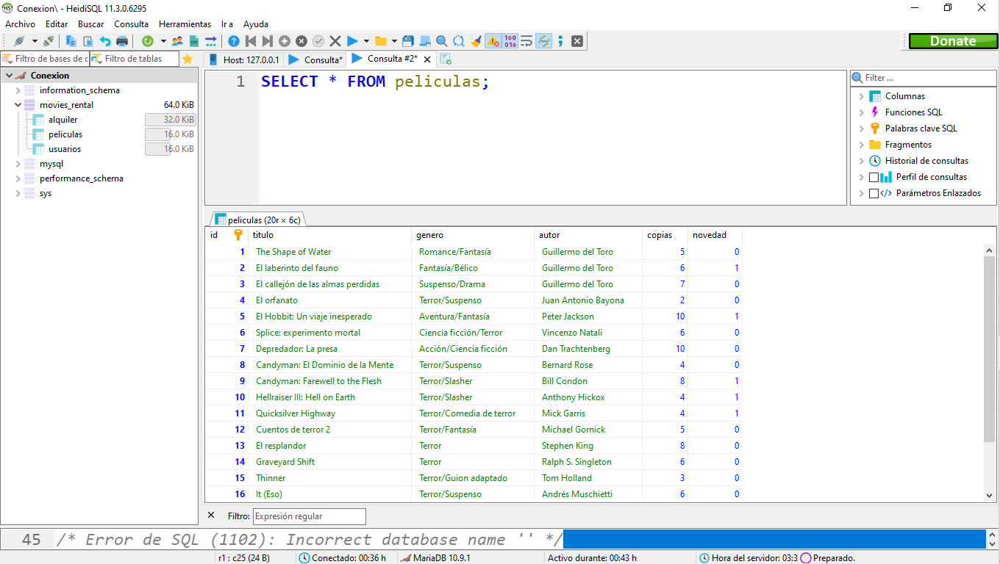 Conexion\ - HeidiSQL 11.3.0.6295
Archivo Editar Buscar Consulta Herramientas Ir a Ayuda
Donate
Filtro de bases de d Filtro de tablas
Host: 127.0.0.1 Consulta* Consulta #2*
Conexion
information_schema
movies_rental 64.0 KiB
alquiler 32.0 KiB
peliculas 16.0 KiB
usuarios 16.0 KiB
mysql
performance_schema
sys
1 SELECT * FROM peliculas;
Filter ...
Columnas
Funciones SQL
Palabras clave SQL
Fragmentos
Historial de consultas
Perfil de consultas
Parámetros Enlazados
peliculas (20r × 6c)
id titulo genero autor copias novedad
1 The Shape of Water Romance/Fantasía Guillermo del Toro 5 0
2 El laberinto del fauno Fantasía/Bélico Guillermo del Toro 6 1
3 El callejón de las almas perdidas Suspenso/Drama Guillermo del Toro 7 0
4 El orfanato Terror/Suspenso Juan Antonio Bayona 2 0
5 El Hobbit: Un viaje inesperado Aventura/Fantasía Peter Jackson 10 1
6 Splice: experimento mortal Ciencia ficción/Terror Vincenzo Natali 6 0
7 Depredador: La presa Acción/Ciencia ficción Dan Trachtenberg 10 0
8 Candyman: El Dominio de la Mente Terror/Suspenso Bernard Rose 4 0
9 Candyman: Farewell to the Flesh Terror/Slasher Bill Condon 8 1
10 Hellraiser III: Hell on Earth Terror/Slasher Anthony Hickox 4 1
11 Quicksilver Highway Terror/Comedia de terror Mick Garris 4 1
12 Cuentos de terror 2 Terror/Fantasía Michael Gornick 5 0
13 El resplandor Terror Stephen King 8 0
14 Graveyard Shift Terror Ralph S. Singleton 6 0
15 Thinner Terror/Guion adaptado Tom Holland 3 0
16 It (Eso) Terror/Suspenso Andrés Muschietti 6 0
Filtro: Expresión regular
45 /* Error de SQL (1102): Incorrect database name '' */
r1 : c25 (24 B) Conectado: 00:36 h MariaDB 10.9.1 Activo durante: 00:43 h Hora del servidor: 03:3 Preparado.